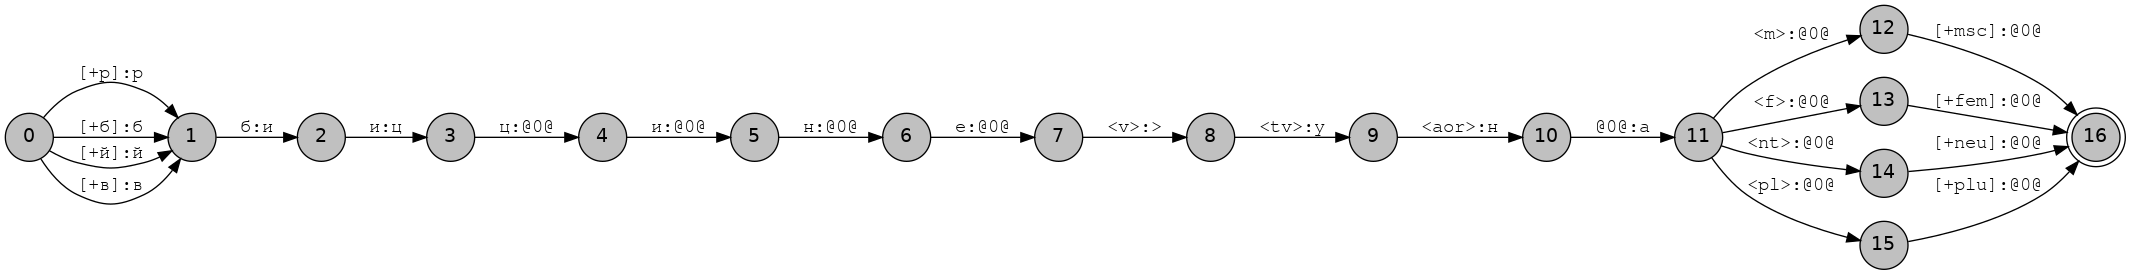 [+р]:р
[+б]:б
[+й]:й
[+в]:в
0
1
б:и
2
и:ц
3
ц:@0@
4
и:@0@
5
н:@0@
6
е:@0@
7
<v>:>
8
<tv>:у
9
<aor>:н
10
@0@:а
11
<m>:@0@
12
[+msc]:@0@
<f>:@0@
13
[+fem]:@0@
<nt>:@0@
14
[+neu]:@0@
<pl>:@0@
15
[+plu]:@0@
16